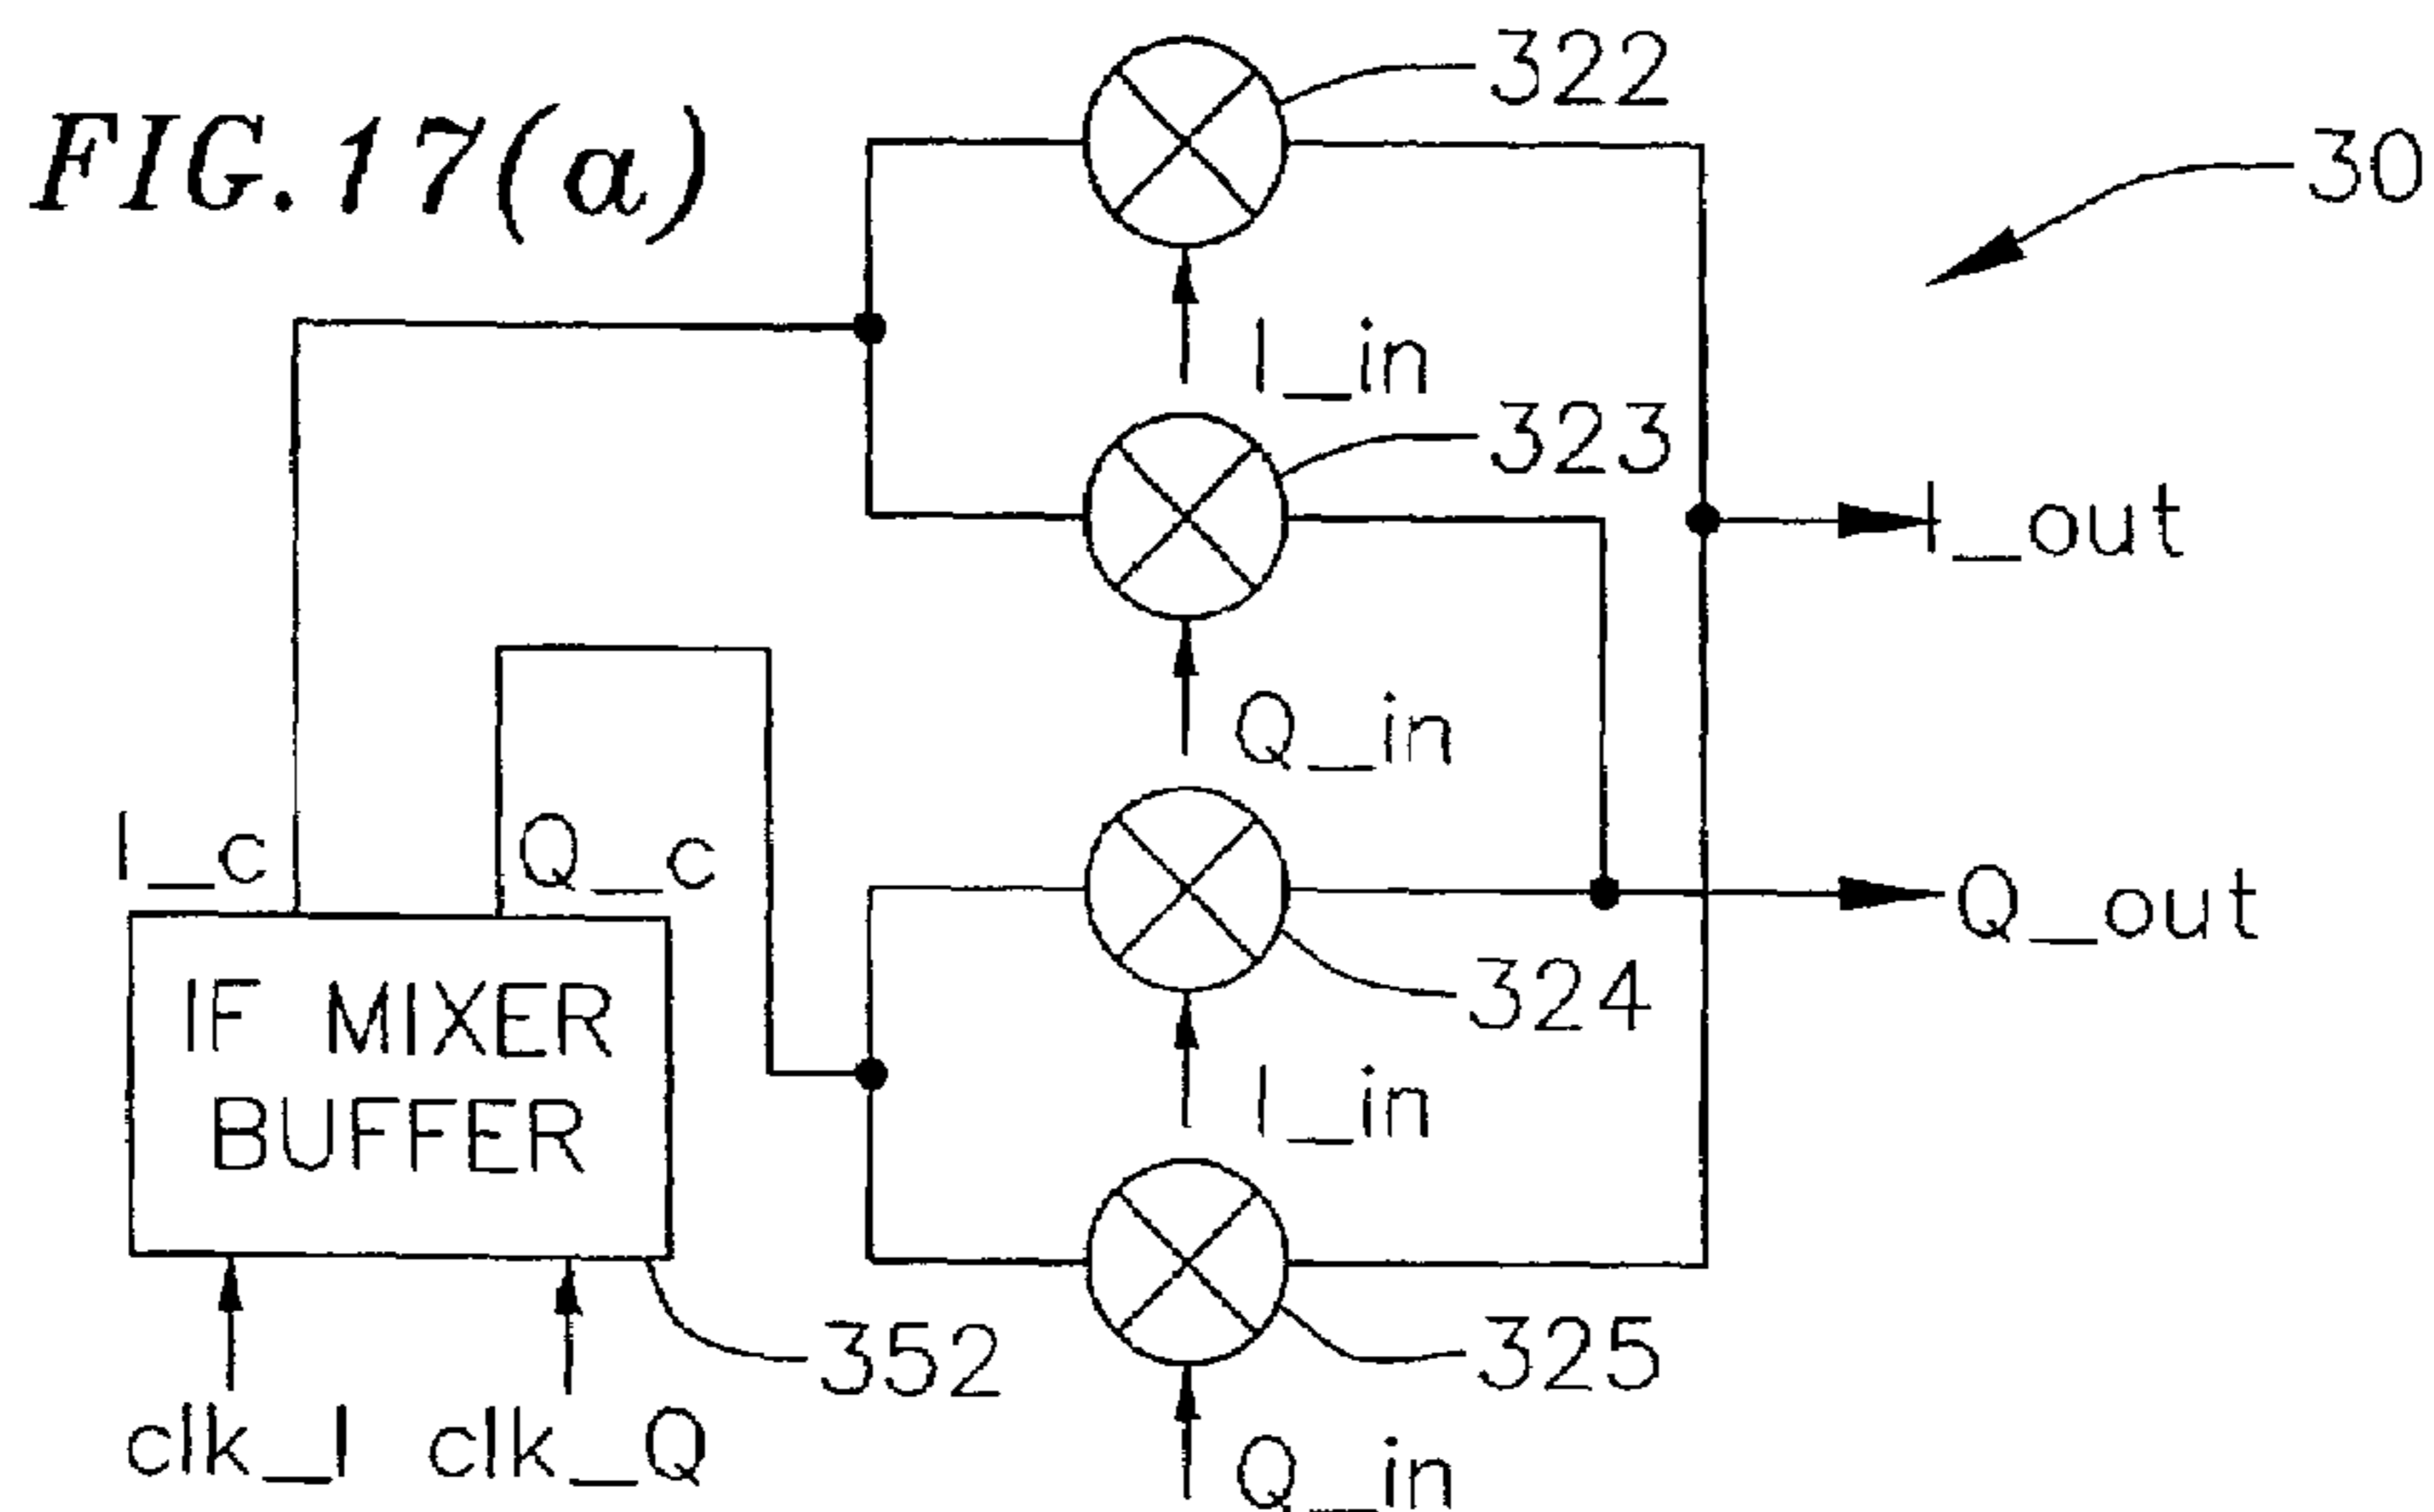 FIG.17(a)
322
30
I_in
323
I_out
Q_in
I_c
Q_c
Q_out
IF MIXER
BUFFER
324
I_in
352
325
clk_I
clk_Q
Q_in